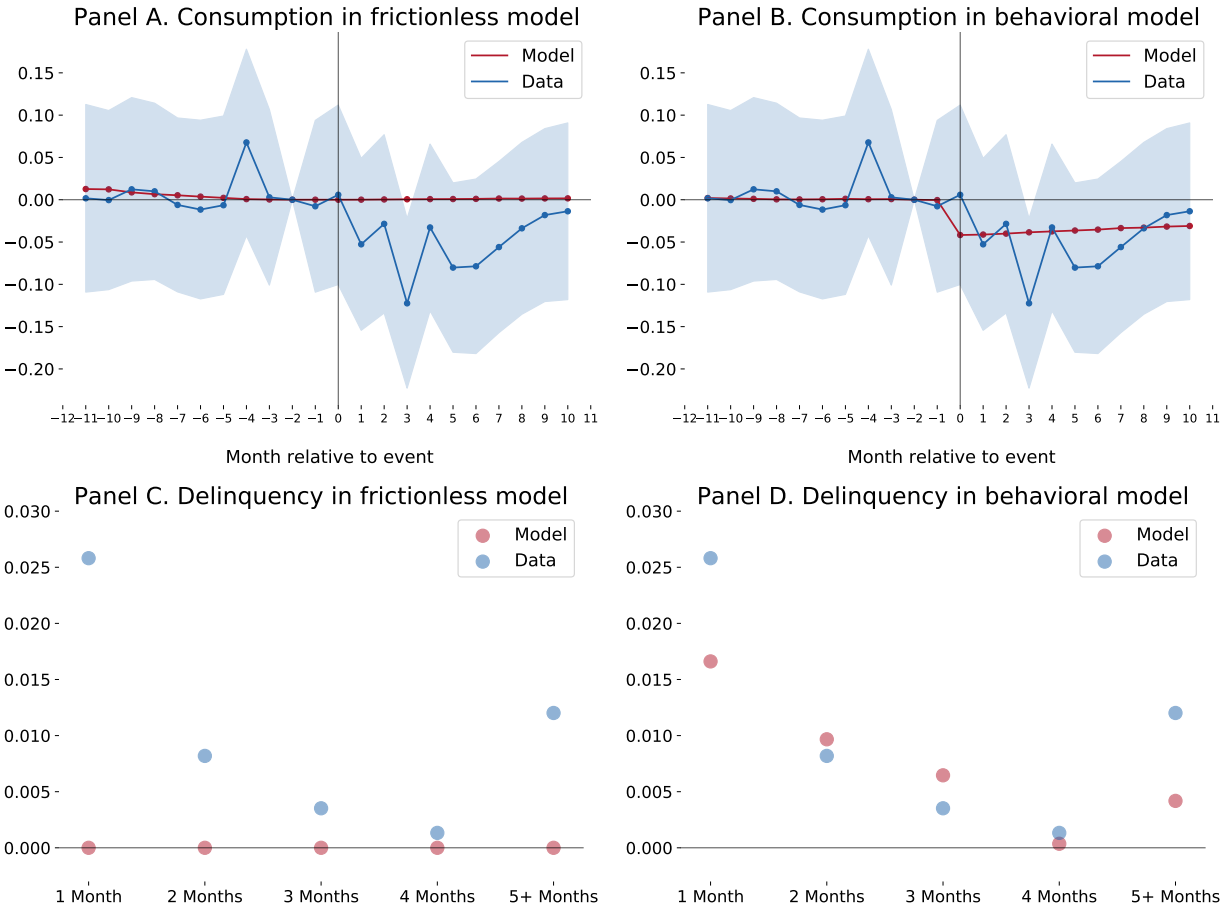 Panel A. Consumption in frictionless model
Model
Data
0.15
0.10
0.05
0.00
−0.05
−0.10
−0.15
−0.20
−12 −11 −10 −9 −8 −7 −6 −5 −4 −3 −2 −1 0 1 2 3 4 5 6 7 8 9 10 11
Month relative to event
Panel B. Consumption in behavioral model
Model
Data
0.15
0.10
0.05
0.00
−0.05
−0.10
−0.15
−0.20
−12 −11 −10 −9 −8 −7 −6 −5 −4 −3 −2 −1 0 1 2 3 4 5 6 7 8 9 10 11
Month relative to event
Panel C. Delinquency in frictionless model
Model
Data
0.030
0.025
0.020
0.015
0.010
0.005
0.000
1 Month 2 Months 3 Months 4 Months 5+ Months
Panel D. Delinquency in behavioral model
Model
Data
0.030
0.025
0.020
0.015
0.010
0.005
0.000
1 Month 2 Months 3 Months 4 Months 5+ Months